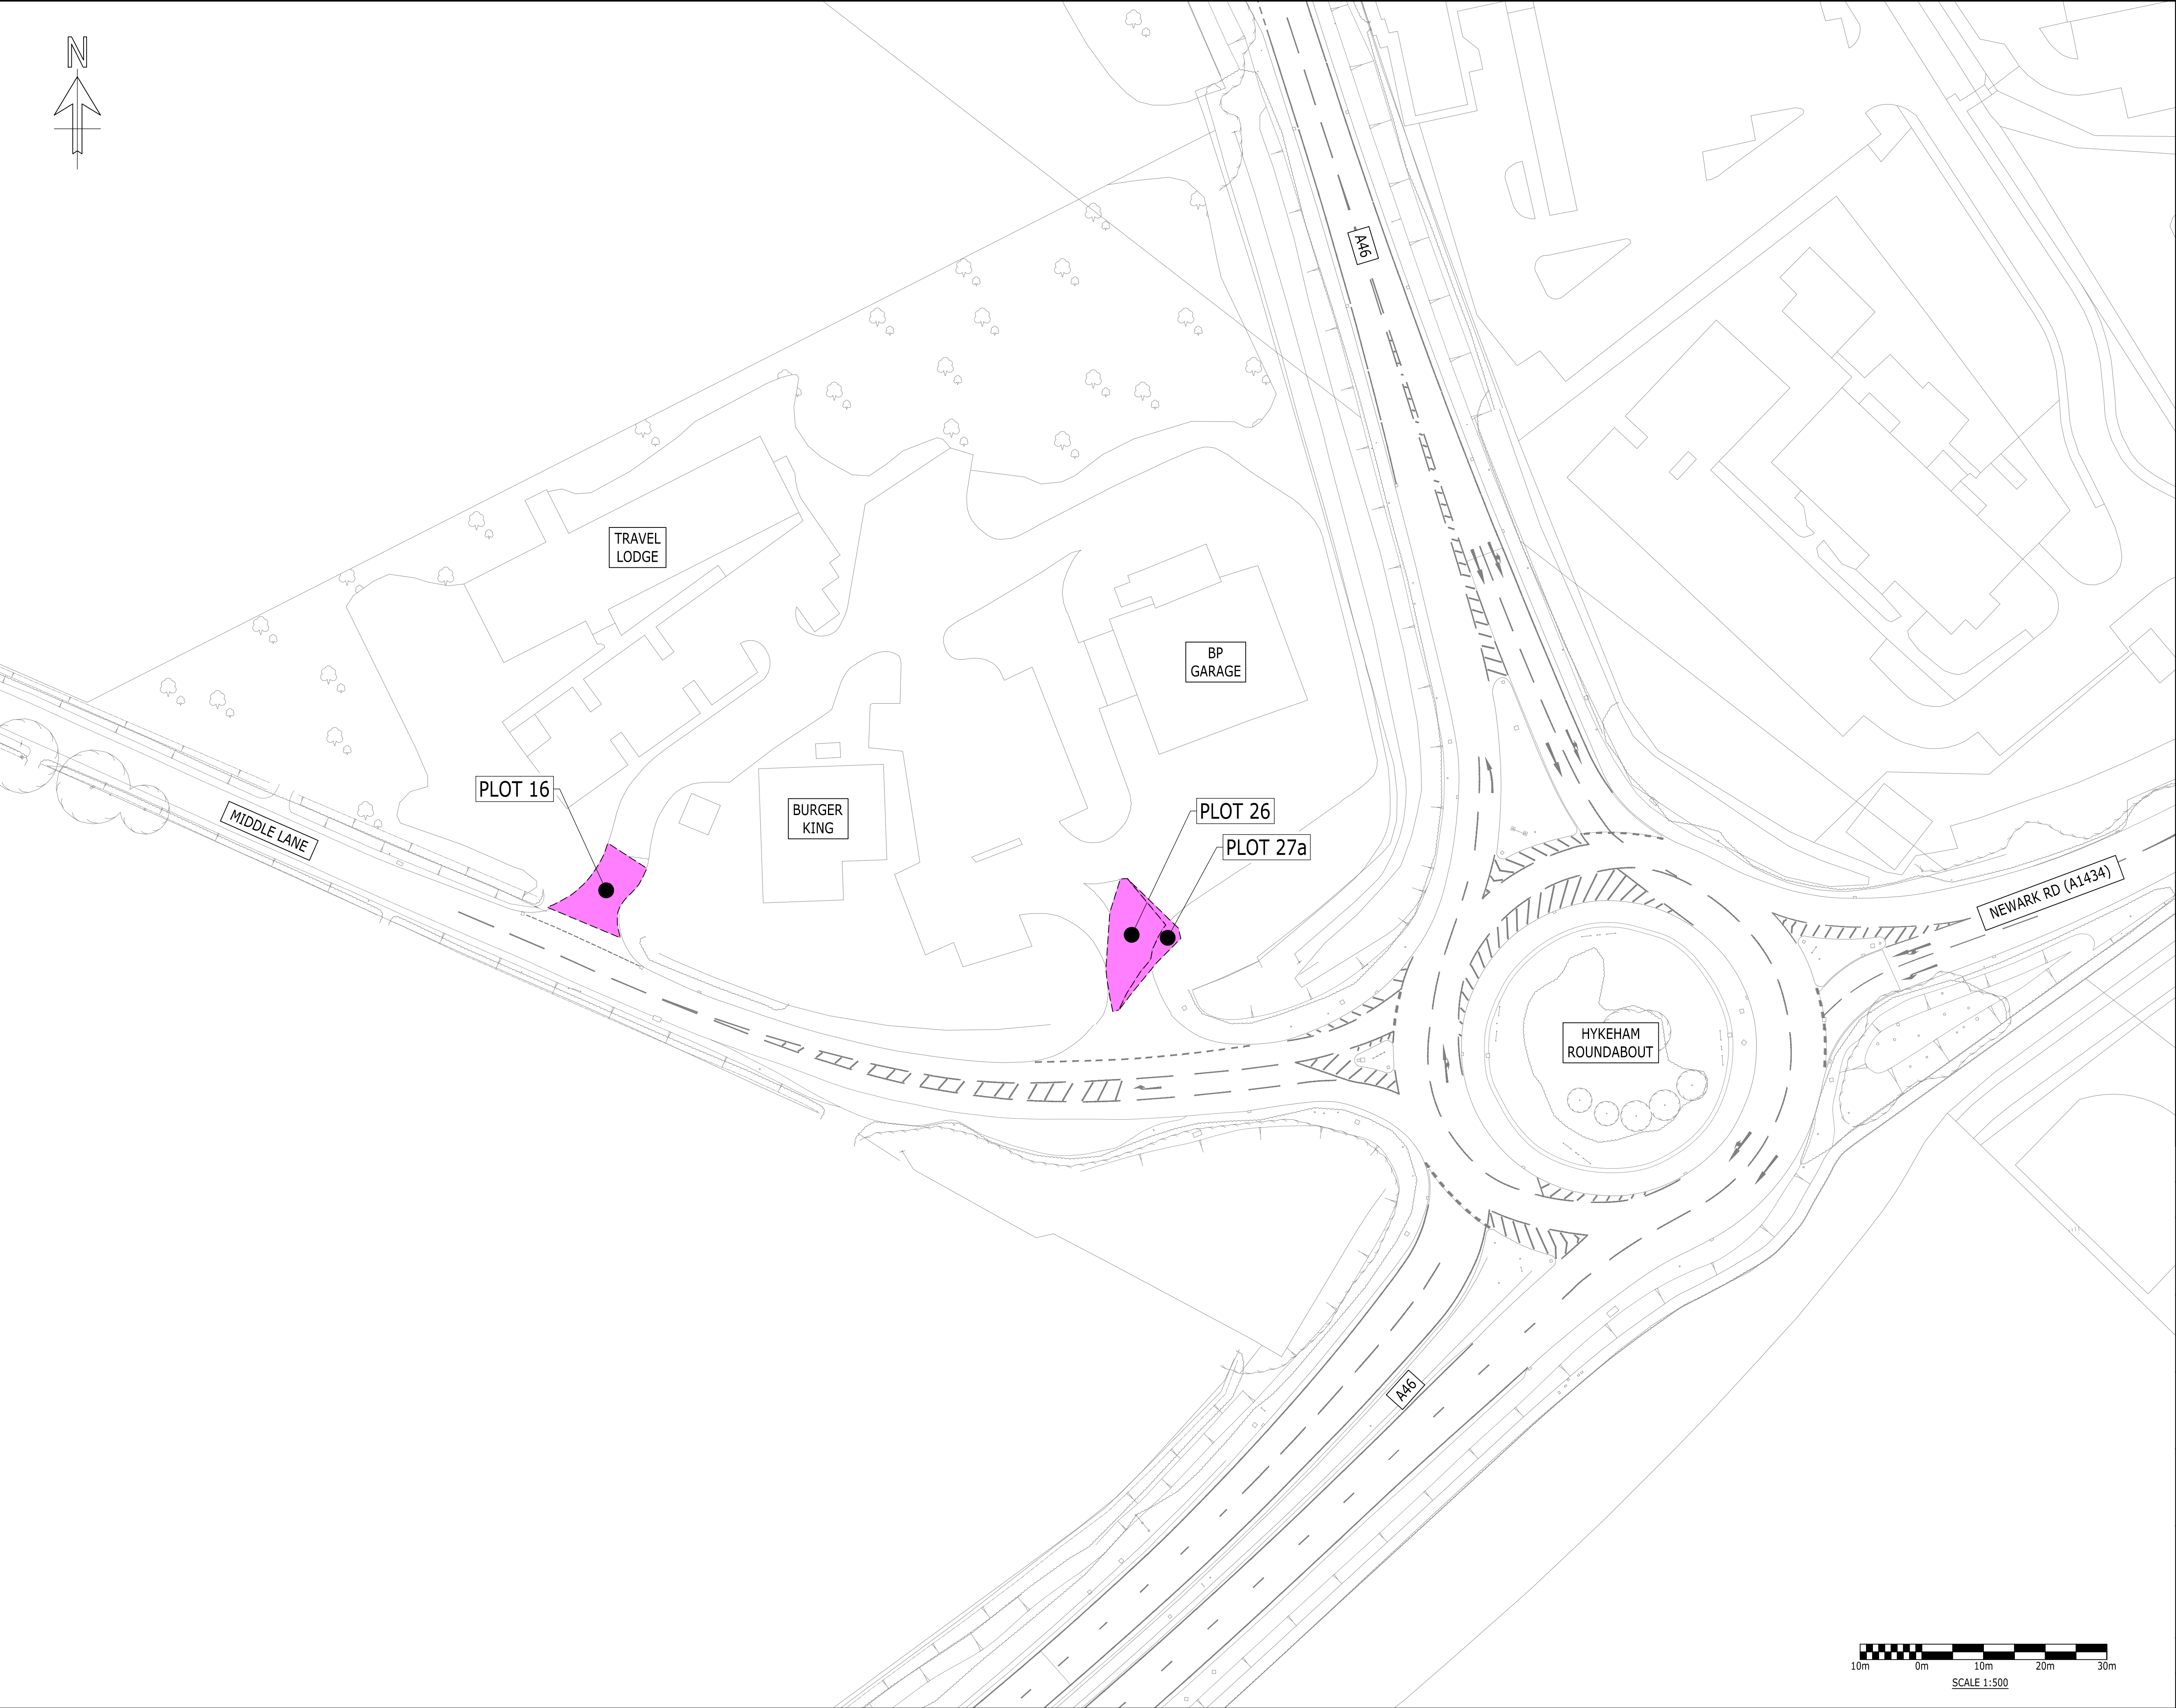 N
A46
TRAVEL
LODGE
BP
GARAGE
PLOT 16
BURGER
KING
PLOT 26
PLOT 27a
MIDDLE LANE
NEWARK RD (A1434)
HYKEHAM
ROUNDABOUT
A46
10m 0m 10m 20m 30m
SCALE 1:500